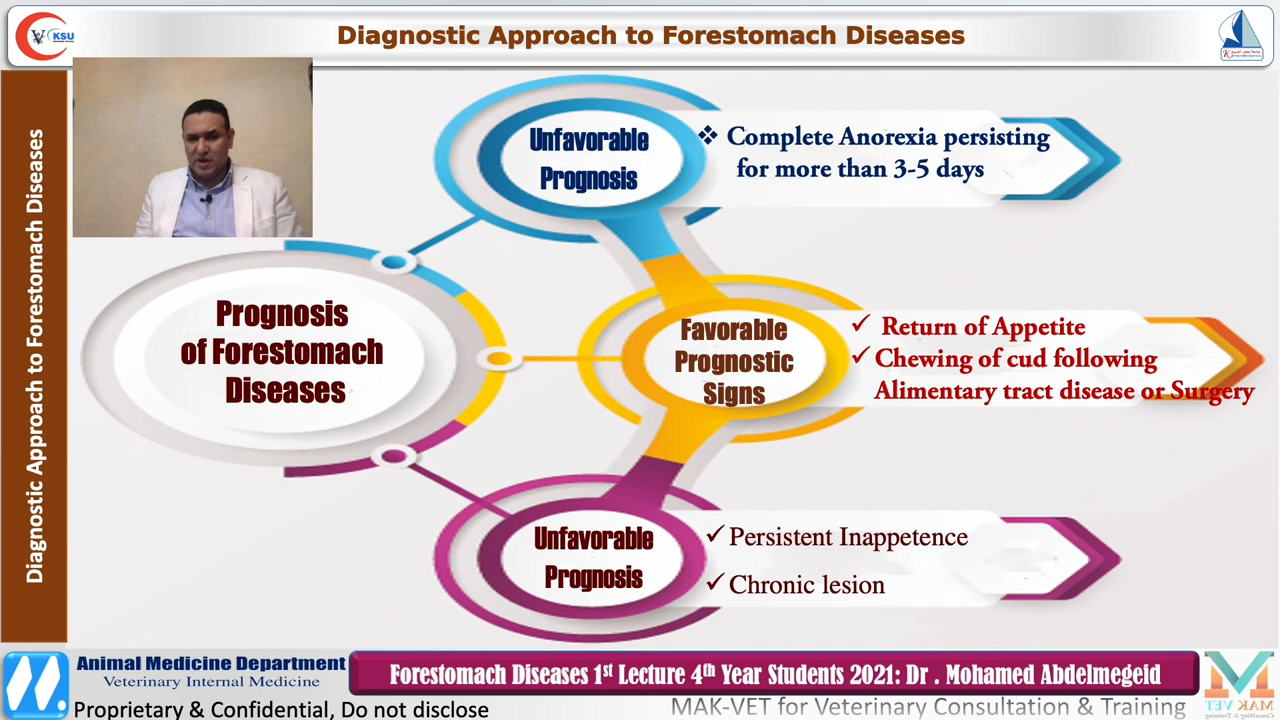 KSU
Diagnostic Approach to Forestomach Diseases
Diagnostic Approach to Forestomach Diseases
Unfavorable
Prognosis
❖ Complete Anorexia persisting
for more than 3-5 days
Prognosis
of Forestomach
Diseases
Favorable
Prognostic
Signs
✓ Return of Appetite
✓ Chewing of cud following
Alimentary tract disease or Surgery
Unfavorable
Prognosis
✓ Persistent Inappetence
✓ Chronic lesion
Animal Medicine Department
Veterinary Internal Medicine
Forestomach Diseases 1st Lecture 4th Year Students 2021: Dr . Mohamed Abdelmegeid
Proprietary & Confidential, Do not disclose
MAK-VET for Veterinary Consultation & Training
MAK VET